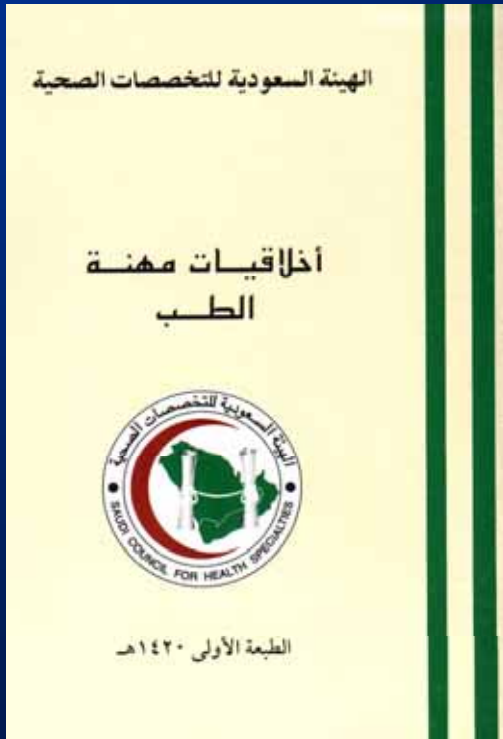 الهيئة السعودية للتخصصات الصحية
أخلاقيات مهنة
الطب
الهيئة السعودية للتخصصات الصحية
SAUDI COUNCIL FOR HEALTH SPECIALTIES
الطبعة الأولى ١٤٢٠هـ